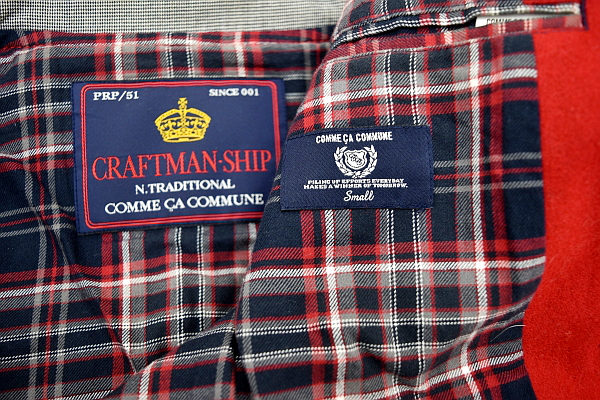 PRP/51 SINCE 001
CRAFTMAN·SHIP
N.TRADITIONAL
COMME ÇA COMMUNE
COMME ÇA COMMUNE
PILING UP EFFORTS EVERYDAY
MAKES A WINNER OF TOMORROW.
Small